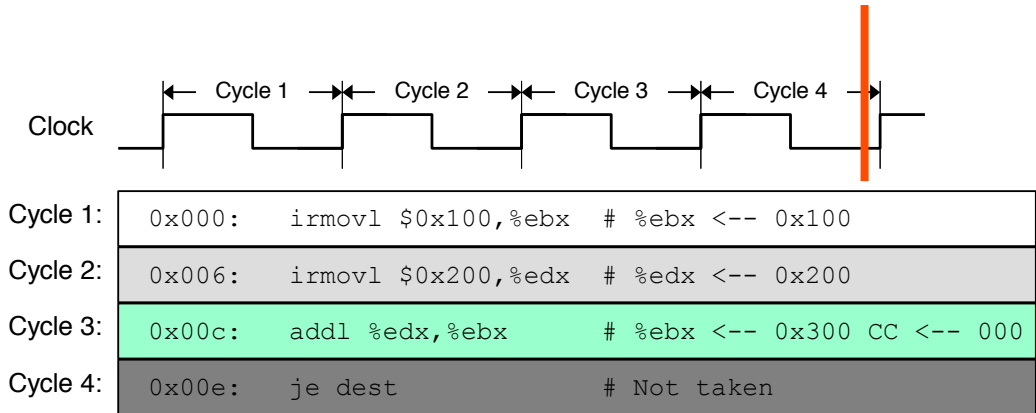 Cycle 1 Cycle 2 Cycle 3 Cycle 4
Clock
Cycle 1: 0x000: irmovl $0x100,%ebx # %ebx <-- 0x100
Cycle 2: 0x006: irmovl $0x200,%edx # %edx <-- 0x200
Cycle 3: 0x00c: addl %edx,%ebx # %ebx <-- 0x300 CC <-- 000
Cycle 4: 0x00e: je dest # Not taken